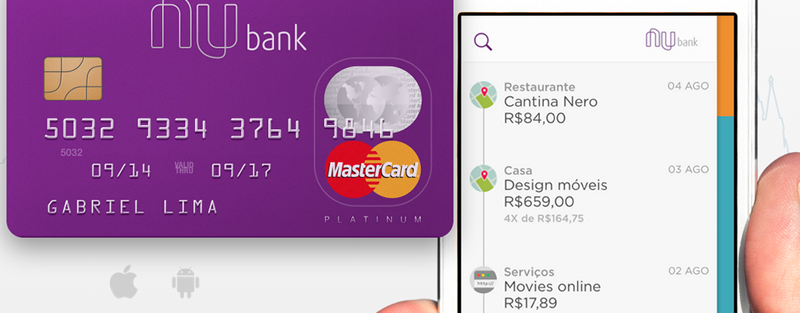 nu bank
5032 9334 3764 9846
5032
09/14 VALID THRU 09/17
GABRIEL LIMA
MasterCard
PLATINUM
nu bank
Restaurante 04 AGO
Cantina Nero
R$84,00
Casa 03 AGO
Design móveis
R$659,00
4X de R$164,75
Serviços 02 AGO
Movies online
R$17,89